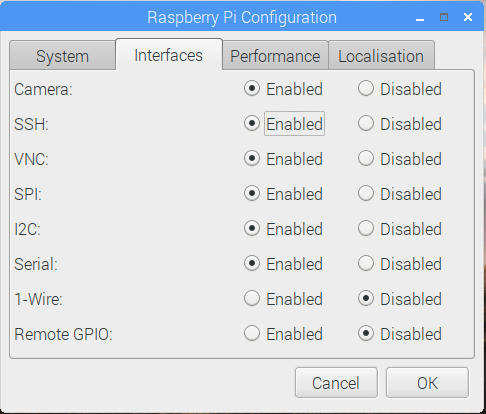 Raspberry Pi Configuration
System Interfaces Performance Localisation
Camera: Enabled Disabled
SSH: Enabled Disabled
VNC: Enabled Disabled
SPI: Enabled Disabled
I2C: Enabled Disabled
Serial: Enabled Disabled
1-Wire: Enabled Disabled
Remote GPIO: Enabled Disabled
Cancel OK